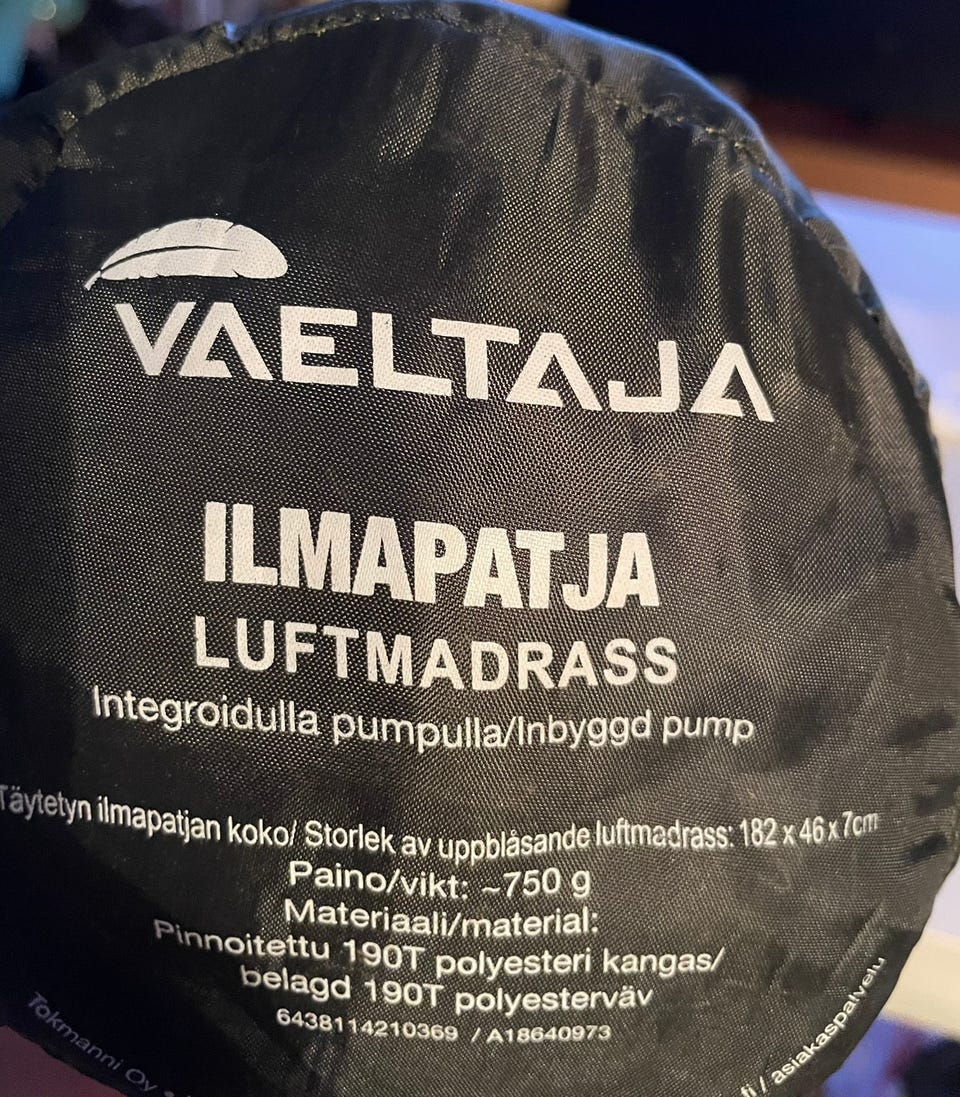 VAELTAJA
ILMAPATJA
LUFTMADRASS
Integroidulla pumpulla/Inbyggd pump
Täytetyn ilmapatjan koko/ Storlek av uppblåsande luftmadrass: 182 x 46 x 7cm
Paino/vikt: ~750 g
Materiaali/material:
Pinnoitettu 190T polyesteri kangas/
belagd 190T polyesterväv
6438114210369 / A18640973
Tokmanni Oy •
fi / asiakaspalvelu